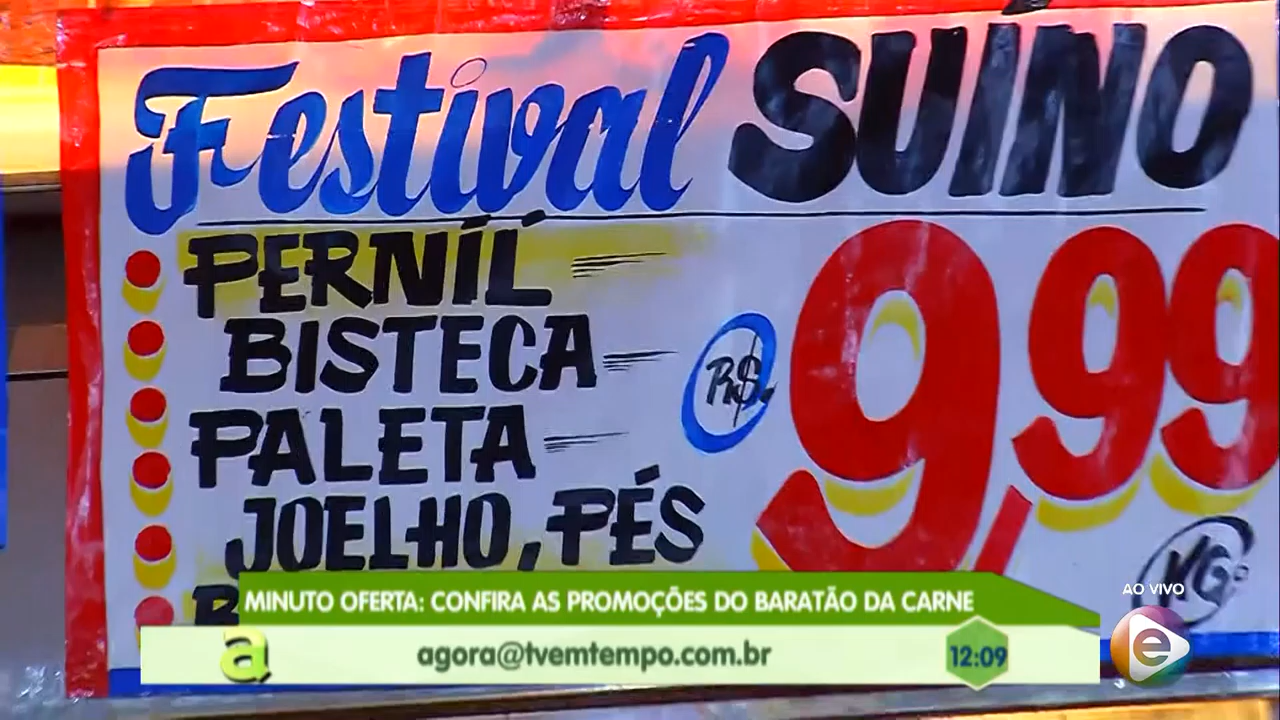 Festival SUÍNO
PERNÍL
BISTECA
PALETA
JOELHO, PÉS
R$. 9,99
KG.
MINUTO OFERTA: CONFIRA AS PROMOÇÕES DO BARATÃO DA CARNE
AO VIVO
a agora@tvemtempo.com.br 12:09
e